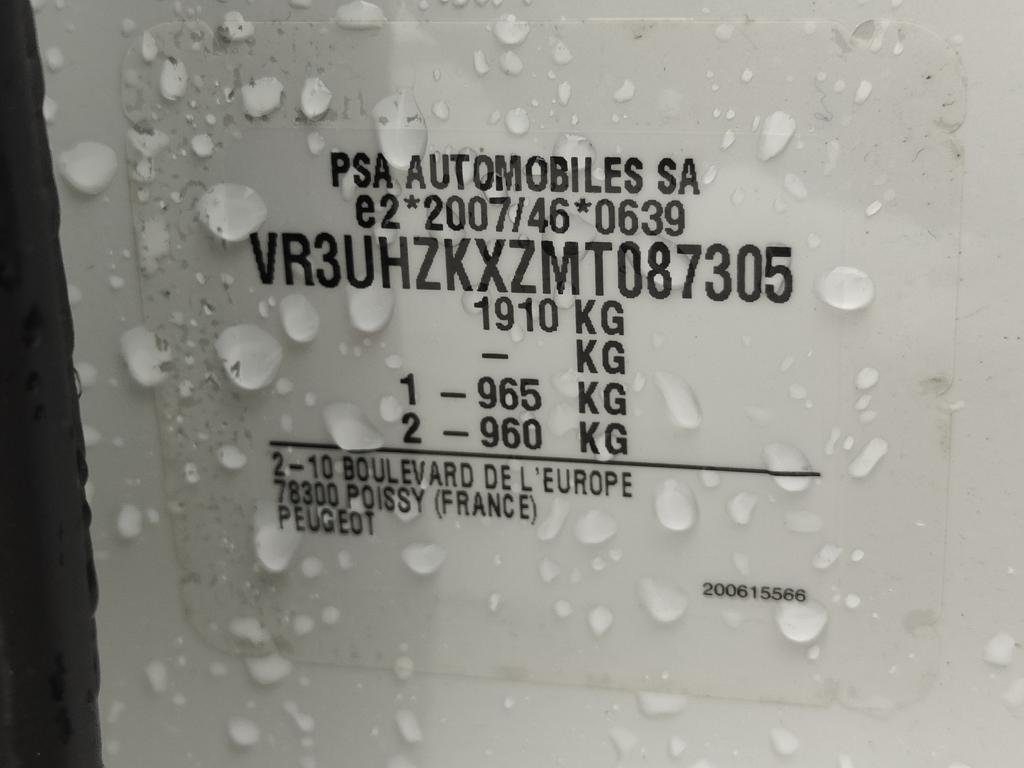 PSA AUTOMOBILES SA
e2*2007/46*0639
VR3UHZKXZMT087305
1910 KG
– KG
1 – 965 KG
2 – 960 KG
2–10 BOULEVARD DE L'EUROPE
78300 POISSY (FRANCE)
PEUGEOT
200615566